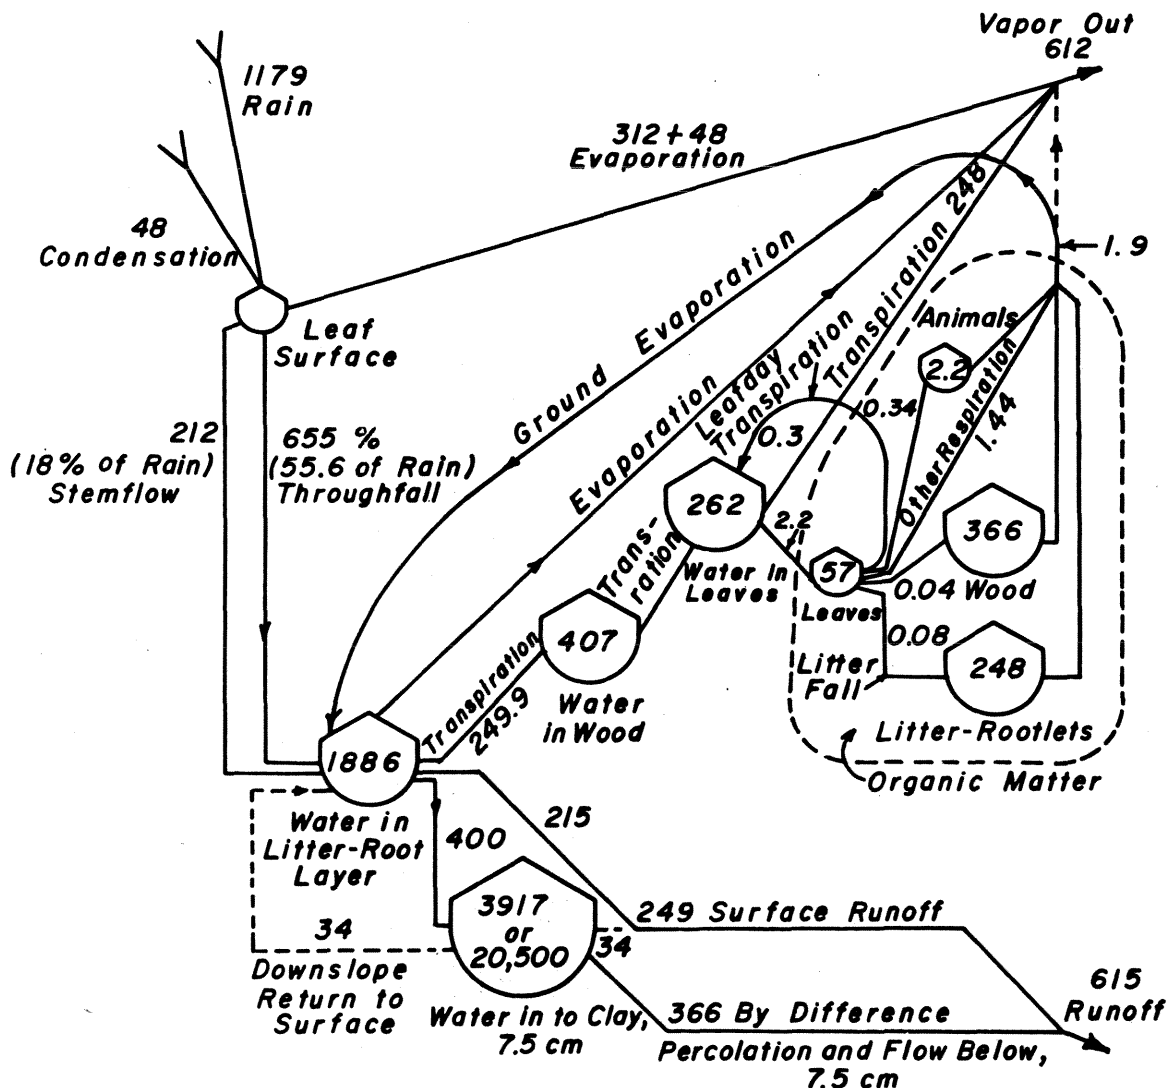 Vapor Out
612
1179
Rain
312+48
Evaporation
48
Condensation
Leaf
Surface
212
(18% of Rain)
Stemflow
655 %
(55.6 of Rain)
Throughfall
Ground Evaporation
Evaporation
Leafday
Transpiration
Transpiration 248
1.9
Animals
2.2
0.34
Other Respiration
1.44
0.3
262
Water In
Leaves
2.2
57
Leaves
366
0.04 Wood
0.08
Litter
Fall
248
Litter-Rootlets
Organic Matter
Trans-
ration
407
Water
in Wood
Transpiration
249.9
1886
Water in
Litter-Root
Layer
400
215
3917
or
20,500
34
34
Downslope
Return to
Surface
Water in to Clay,
7.5 cm
249 Surface Runoff
366 By Difference
Percolation and Flow Below,
7.5 cm
615
Runoff